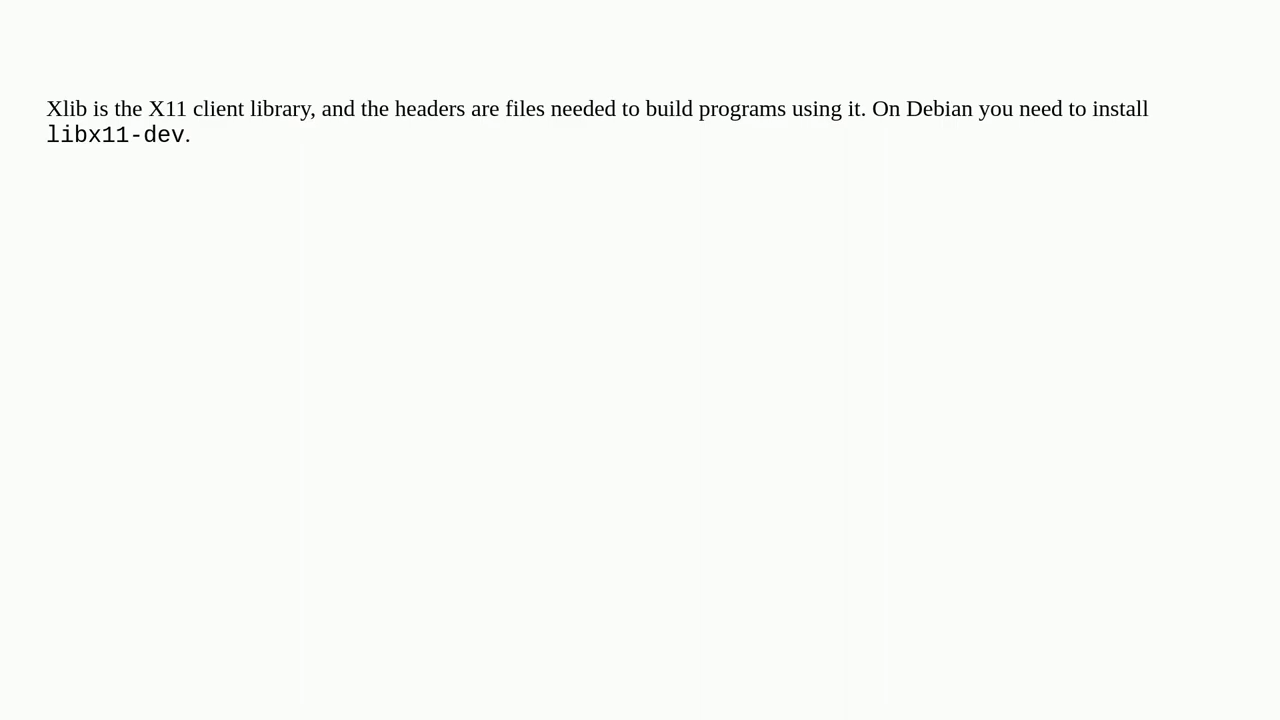 Xlib is the X11 client library, and the headers are files needed to build programs using it. On Debian you need to install
libx11-dev.